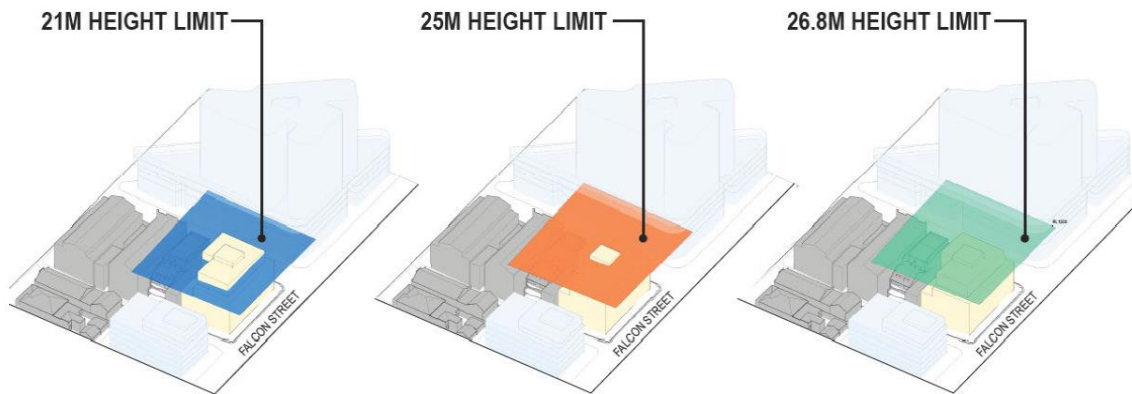 21M HEIGHT LIMIT
25M HEIGHT LIMIT
26.8M HEIGHT LIMIT
FALCON STREET
FALCON STREET
FALCON STREET